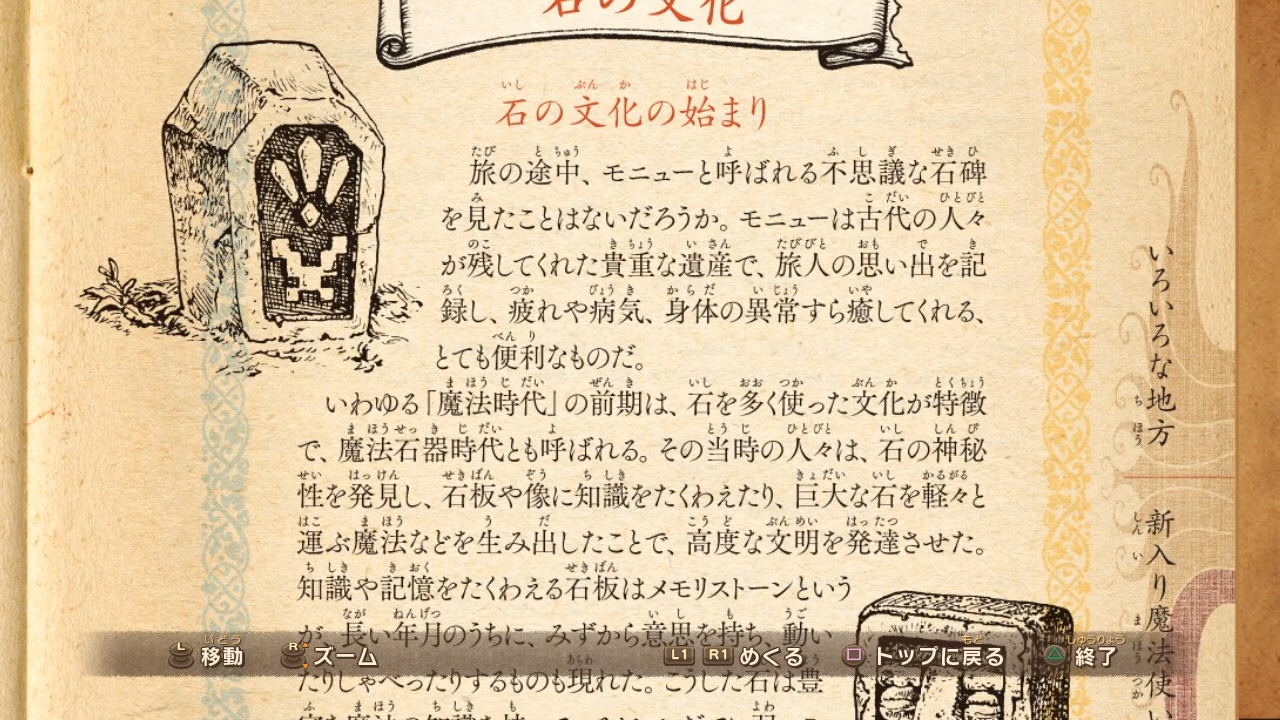 石の文化
石の文化の始まり
旅の途中、モニューと呼ばれる不思議な石碑
を見たことはないだろうか。モニューは古代の人々
が残してくれた貴重な遺産で、旅人の思い出を記
録し、疲れや病気、身体の異常すら癒してくれる、
とても便利なものだ。
いわゆる「魔法時代」の前期は、石を多く使った文化が特徴
で、魔法石器時代とも呼ばれる。その当時の人々は、石の神秘
性を発見し、石板や像に知識をたくわえたり、巨大な石を軽々と
運ぶ魔法などを生み出したことで、高度な文明を発達させた。
知識や記憶をたくわえる石板はメモリストーンという
が、長い年月のうちに、みずから意思を持ち、動い
たりしゃべったりするものも現れた。こうした石は豊
いろいろな地方
新入り魔法使い
L 移動
R ズーム
L1 R1 めくる
トップに戻る
終了